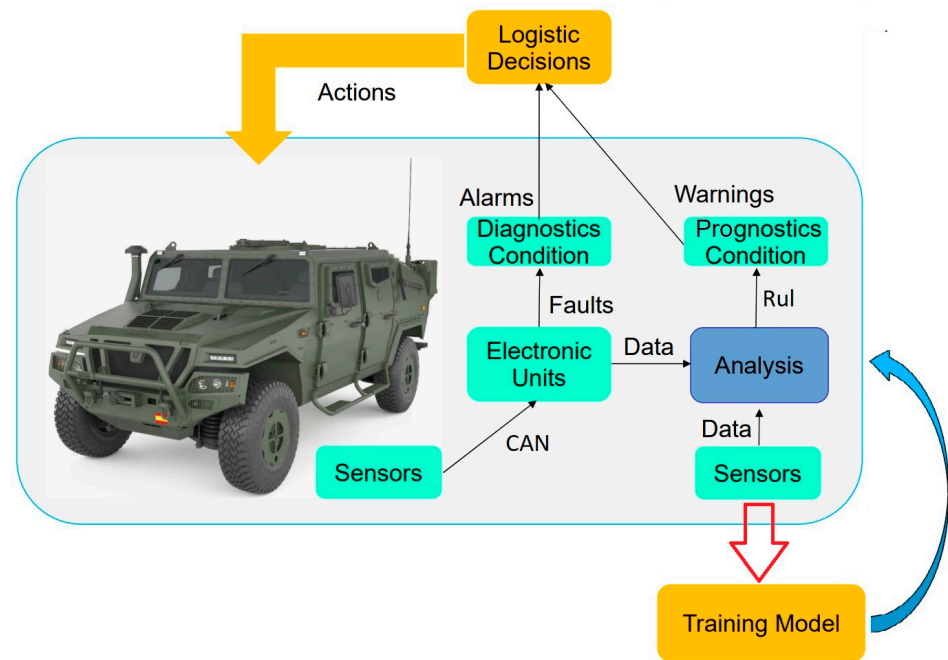 Logistic
Decisions
Actions
Alarms
Warnings
Diagnostics
Condition
Prognostics
Condition
Faults
Rul
Electronic
Units
Data
Analysis
CAN
Data
Sensors
Sensors
Training Model